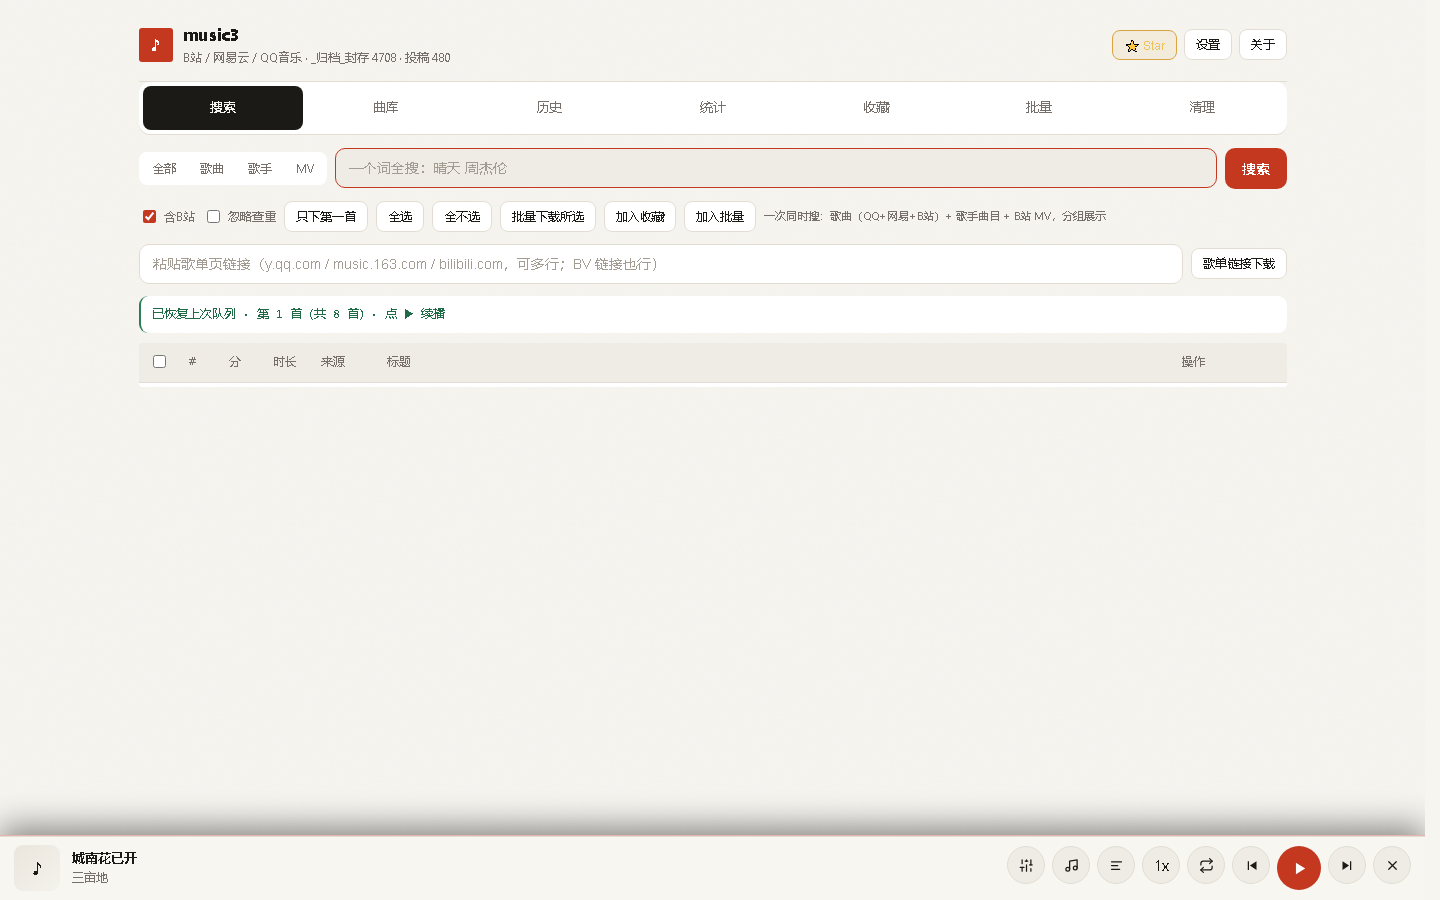 music3
B站 / 网易云 / QQ音乐 · _归档_封存 4708 · 投稿 480
⭐ Star 设置 关于
搜索 曲库 历史 统计 收藏 批量 清理
全部 歌曲 歌手 MV 一个词全搜：晴天 周杰伦 搜索
含B站 忽略查重 只下第一首 全选 全不选 批量下载所选 加入收藏 加入批量 一次同时搜：歌曲（QQ+网易+B站）+ 歌手曲目 + B站 MV，分组展示
粘贴歌单页链接（y.qq.com / music.163.com / bilibili.com，可多行；BV 链接也行） 歌单链接下载
已恢复上次队列 · 第 1 首 (共 8 首) · 点 ▶ 续播
# 分 时长 来源 标题 操作
城南花已开
三亩地
1x